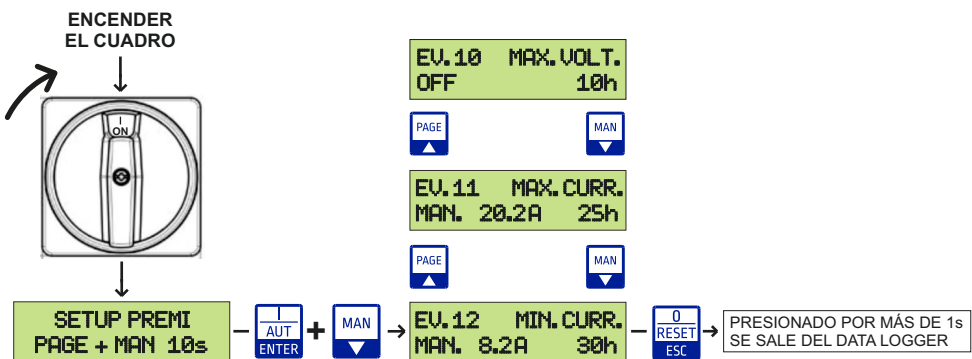 ENCENDER
EL CUADRO
ON
SETUP PREMI
PAGE + MAN 10s
AUT
ENTER
+
MAN
EV.10 MAX.VOLT.
OFF 10h
PAGE
MAN
EV.11 MAX.CURR.
MAN. 20.2A 25h
PAGE
MAN
EV.12 MIN.CURR.
MAN. 8.2A 30h
0
RESET
ESC
PRESIONADO POR MÁS DE 1s
SE SALE DEL DATA LOGGER